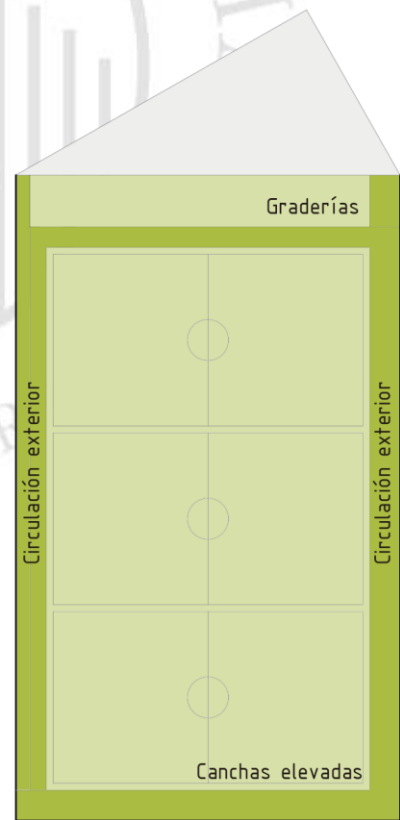 Graderías
Circulación exterior
Circulación exterior
Canchas elevadas